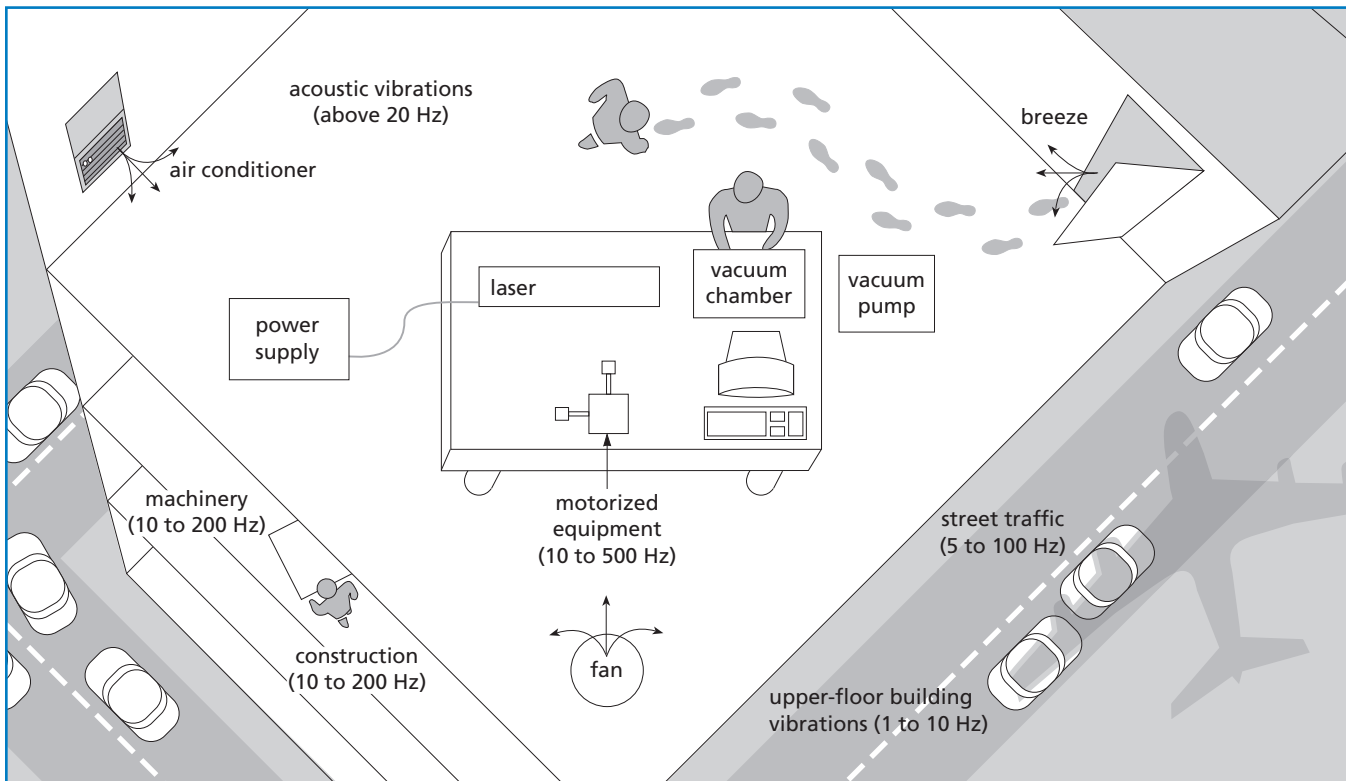 acoustic vibrations
(above 20 Hz)
breeze
air conditioner
laser
vacuum
chamber
vacuum
pump
power
supply
machinery
(10 to 200 Hz)
motorized
equipment
(10 to 500 Hz)
street traffic
(5 to 100 Hz)
construction
(10 to 200 Hz)
fan
upper-floor building
vibrations (1 to 10 Hz)